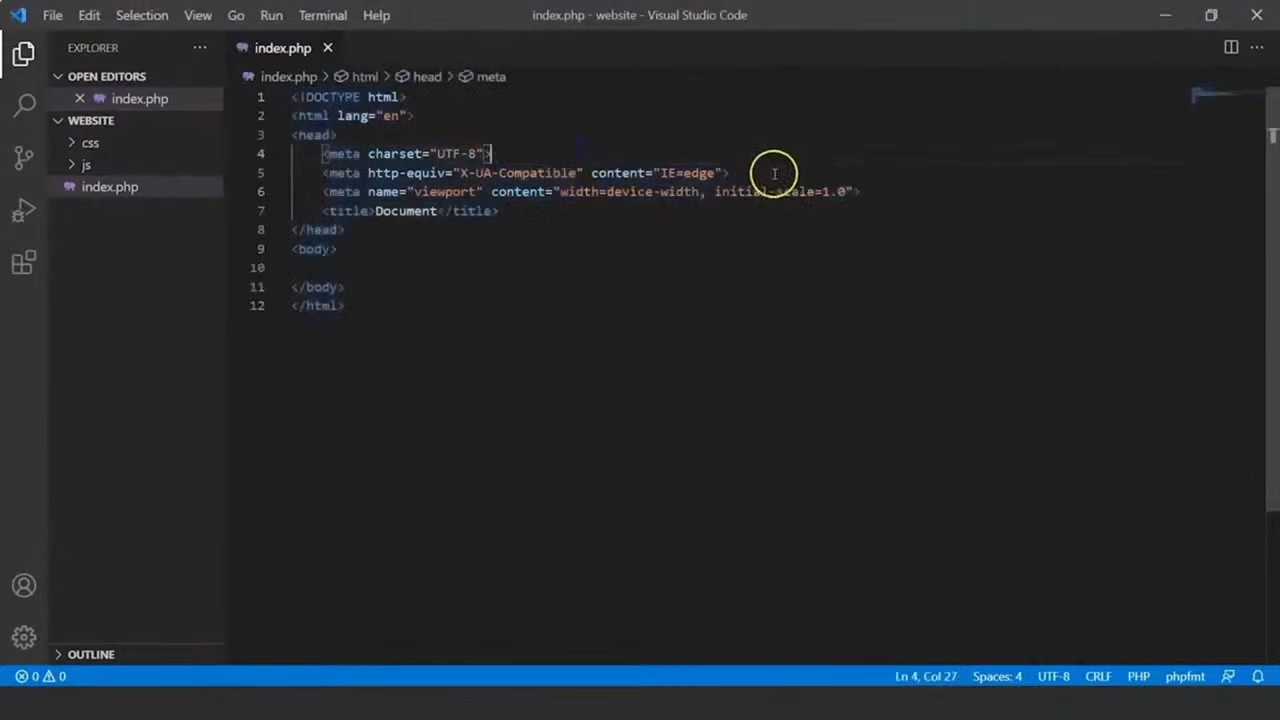 File Edit Selection View Go Run Terminal Help index.php - website - Visual Studio Code
EXPLORER
index.php
OPEN EDITORS
index.php
WEBSITE
css
js
index.php
OUTLINE
index.php > html > head > meta
1 <!DOCTYPE html>
2 <html lang="en">
3 <head>
4 <meta charset="UTF-8">
5 <meta http-equiv="X-UA-Compatible" content="IE=edge">
6 <meta name="viewport" content="width=device-width, initial-scale=1.0">
7 <title>Document</title>
8 </head>
9 <body>
10
11 </body>
12 </html>
0 0 Ln 4, Col 27 Spaces: 4 UTF-8 CRLF PHP phpfmt